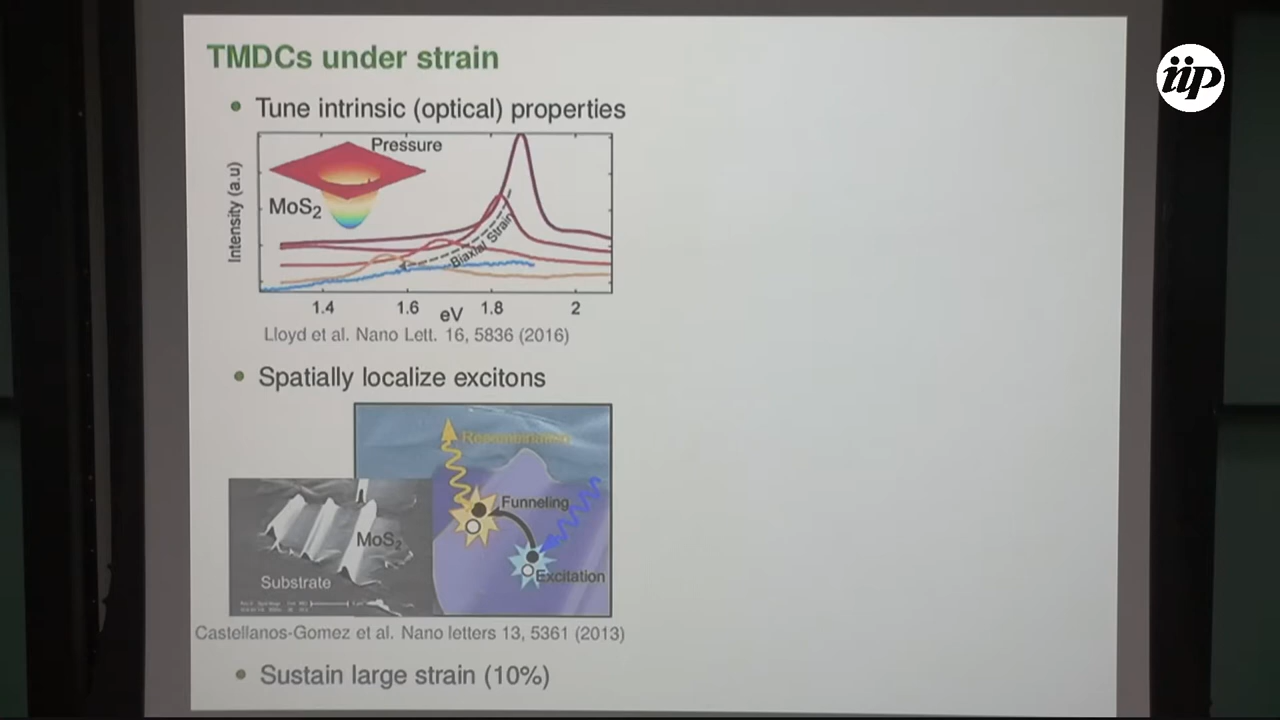 TMDCs under strain
iip
• Tune intrinsic (optical) properties
Pressure
MoS2
Intensity (a.u)
Biaxial Strain
1.4 1.6 1.8 2
eV
Lloyd et al. Nano Lett. 16, 5836 (2016)
• Spatially localize excitons
Recombination
Funneling
MoS2
Excitation
Substrate
Castellanos-Gomez et al. Nano letters 13, 5361 (2013)
• Sustain large strain (10%)